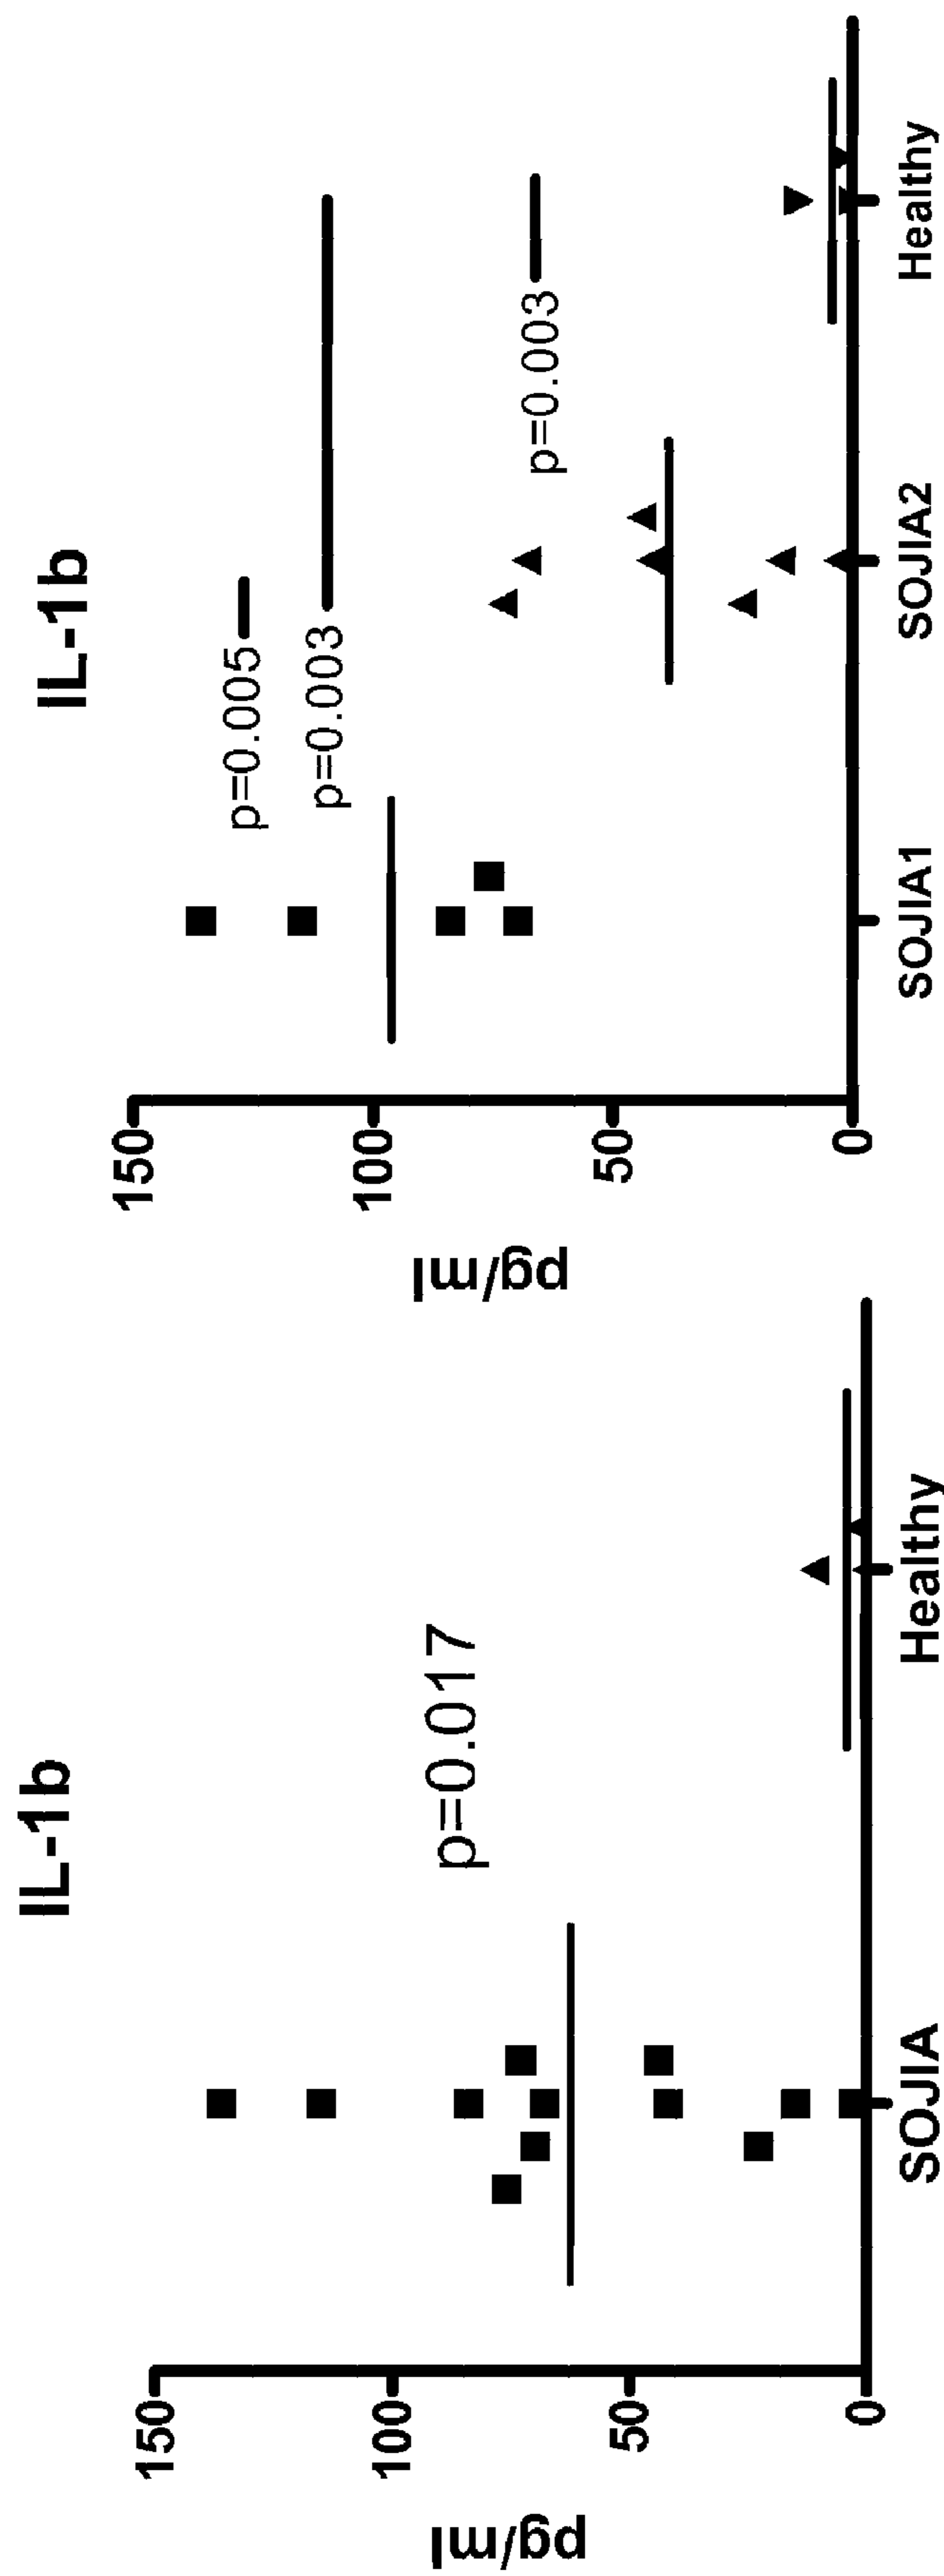 IL-1b
150
100
50
0
pg/ml
p=0.017
SOJIA
Healthy
IL-1b
150
100
50
0
pg/ml
p=0.005
p=0.003
p=0.003
SOJIA1
SOJIA2
Healthy